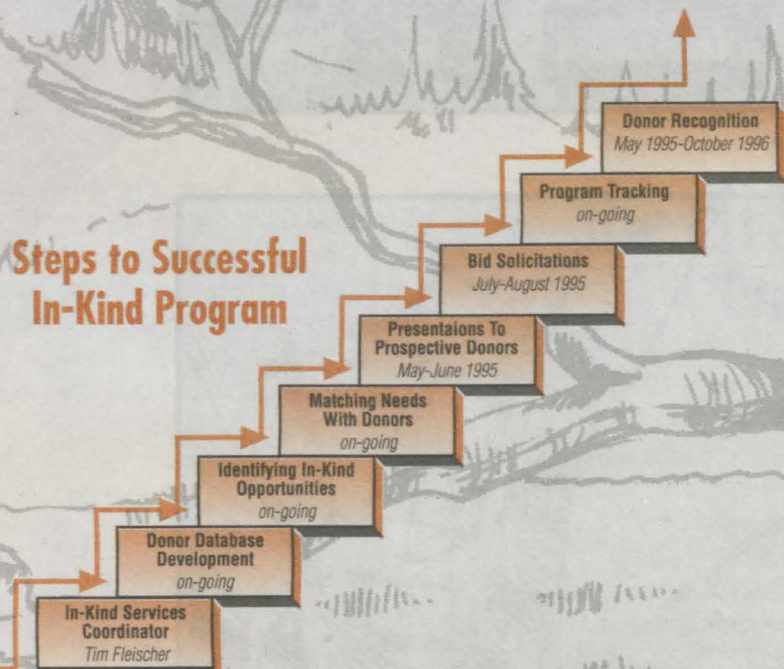 Steps to Successful
In-Kind Program
Donor Recognition
May 1995-October 1996
Program Tracking
on-going
Bid Solicitations
July-August 1995
Presentaions To
Prospective Donors
May-June 1995
Matching Needs
With Donors
on-going
Identifying In-Kind
Opportunities
on-going
Donor Database
Development
on-going
In-Kind Services
Coordinator
Tim Fleischer